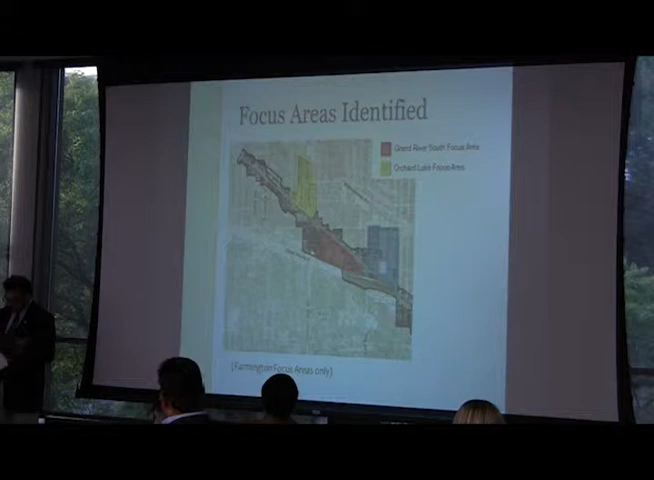 Focus Areas Identified
Grand River South Focus Area
Orchard Lake Focus Area
(Farmington Focus Areas only)